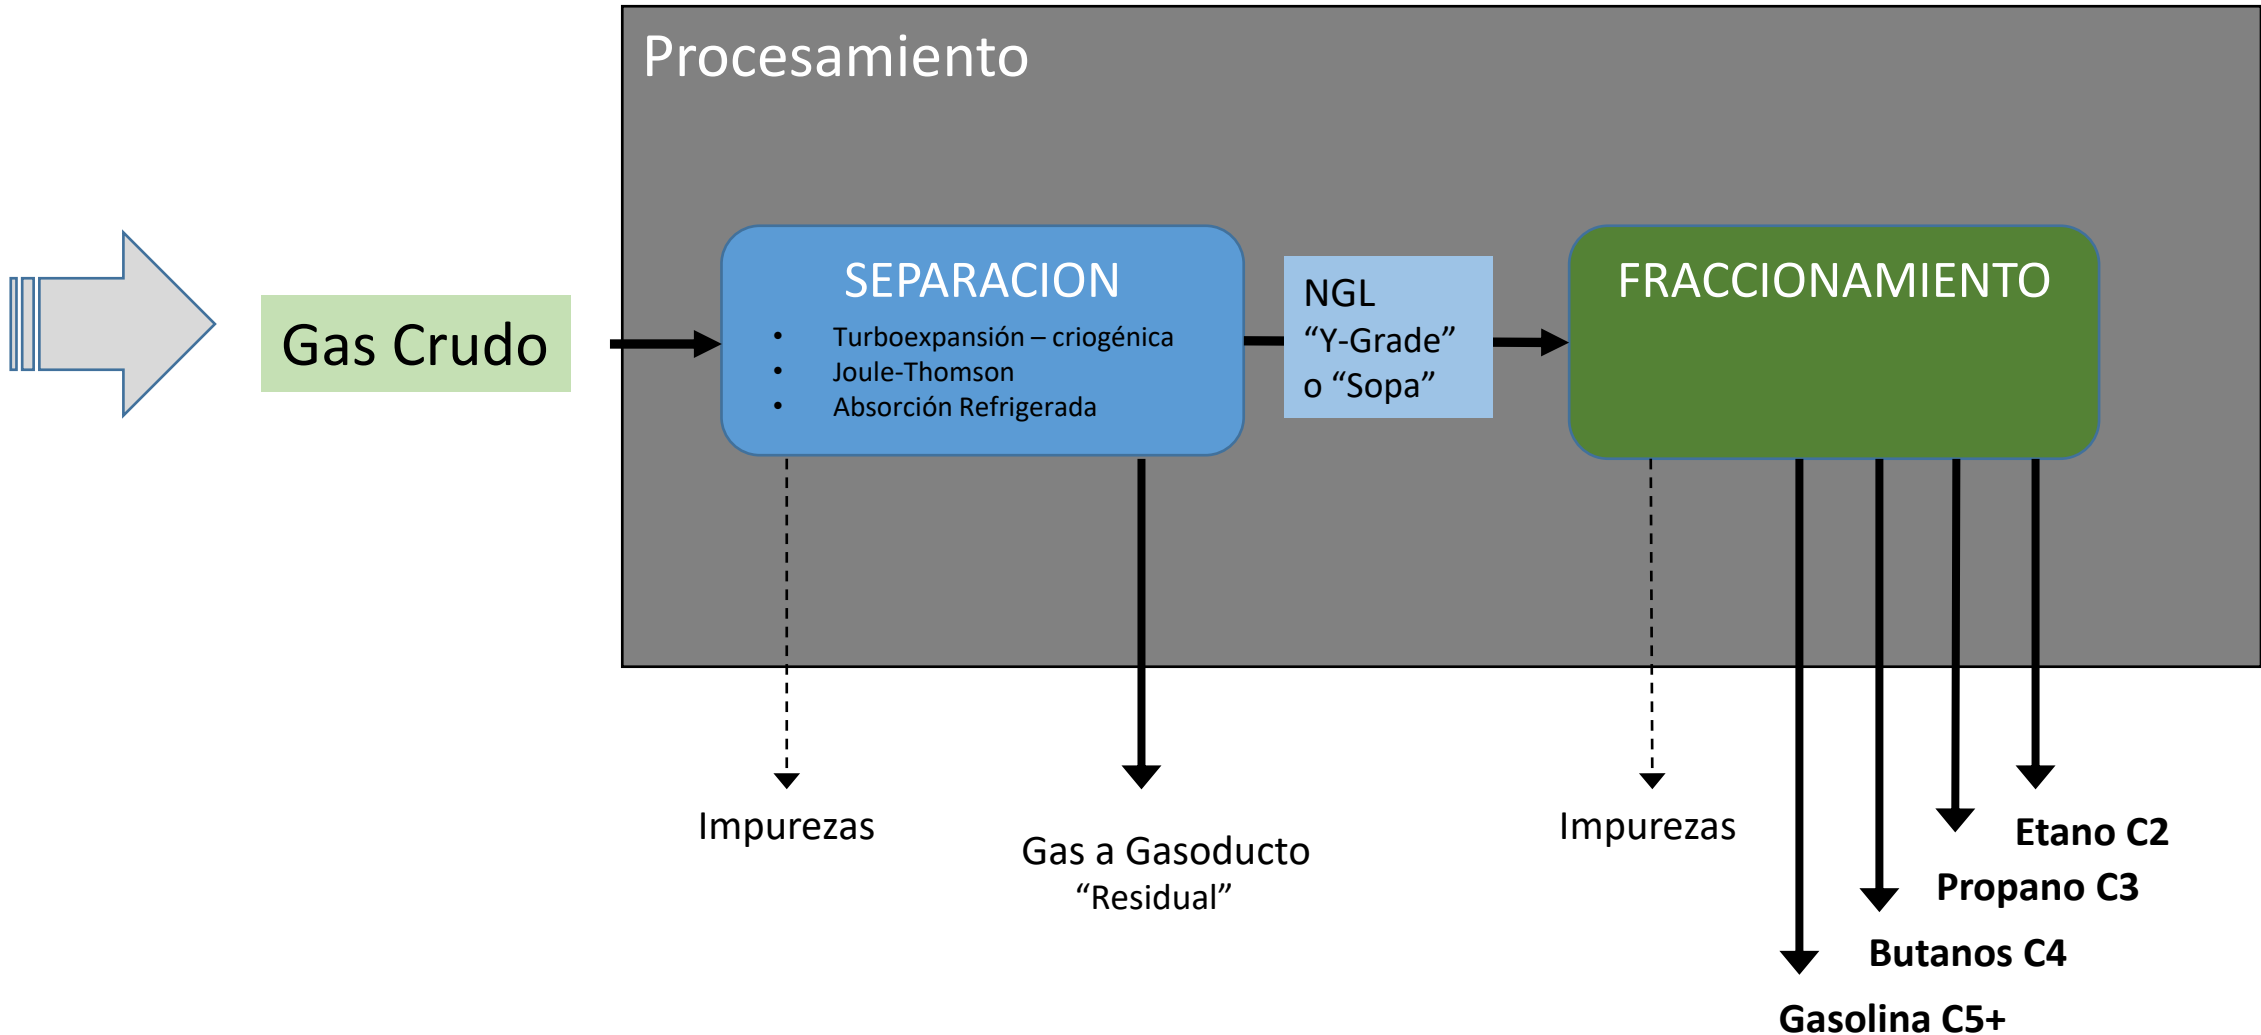 Procesamiento
Gas Crudo
SEPARACION
• Turboexpansión – criogénica
• Joule-Thomson
• Absorción Refrigerada
NGL
“Y-Grade”
o “Sopa”
FRACCIONAMIENTO
Impurezas
Gas a Gasoducto
“Residual”
Impurezas
Etano C2
Propano C3
Butanos C4
Gasolina C5+